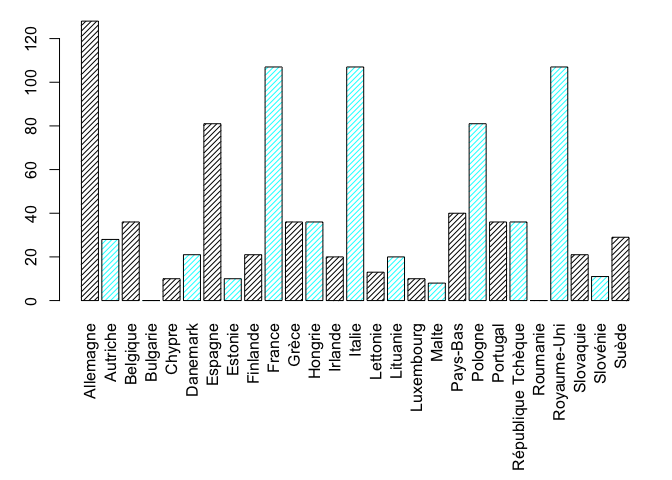 120
100
80
60
40
20
0
Allemagne
Autriche
Belgique
Bulgarie
Chypre
Danemark
Espagne
Estonie
Finlande
France
Grèce
Hongrie
Irlande
Italie
Lettonie
Lituanie
Luxembourg
Malte
Pays-Bas
Pologne
Portugal
République Tchèque
Roumanie
Royaume-Uni
Slovaquie
Slovénie
Suède